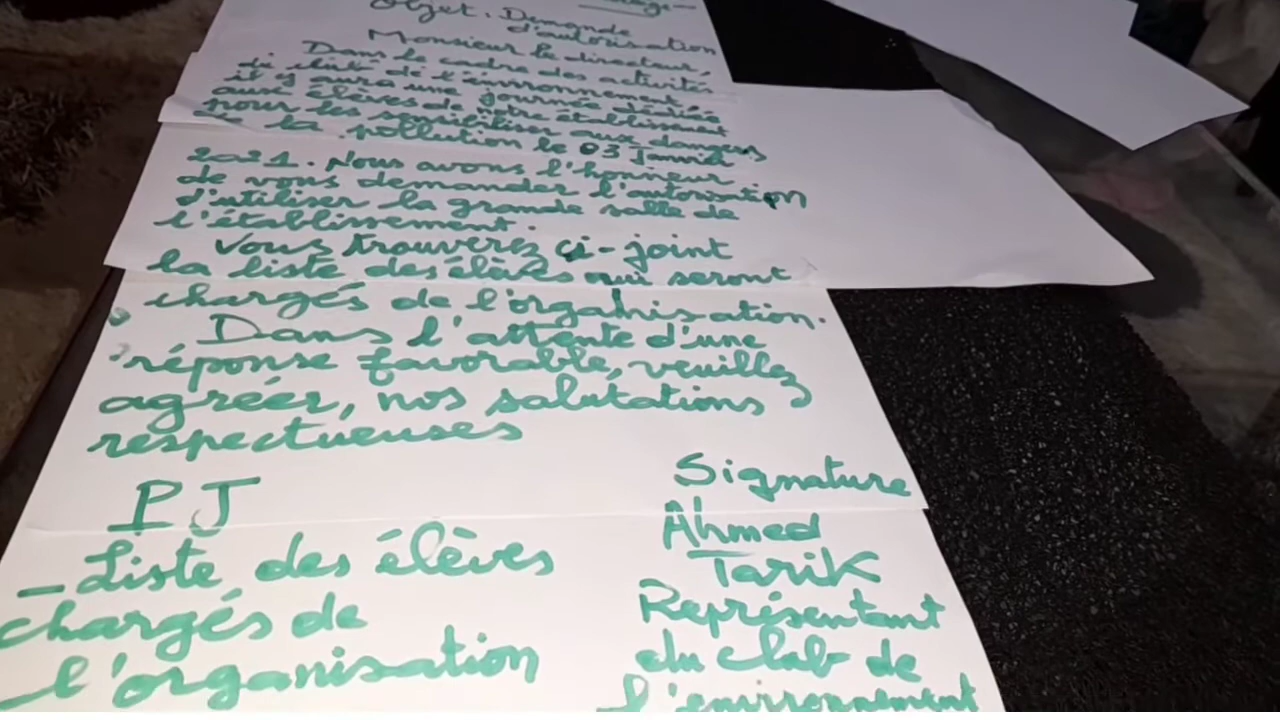 Objet : Demande
d'autorisation
Monsieur le directeur,
Dans le cadre des activités
du club de l'environnement,
il y aura une journée dédiée
aux élèves de notre établissement
pour les sensibiliser aux dangers
de la pollution le 03 Janvier
2021. Nous avons l'honneur
de vous demander l'autorisation
d'utiliser la grande salle de
l'établissement.
Vous trouverez ci-joint
la liste des élèves qui seront
chargés de l'organisation.
Dans l'attente d'une
réponse favorable, veuillez
agréer, nos salutations
respectueuses
PJ
- Liste des élèves
chargés de
l'organisation
Signature
Ahmed
Tarik
Représentant
du club de
l'environnement